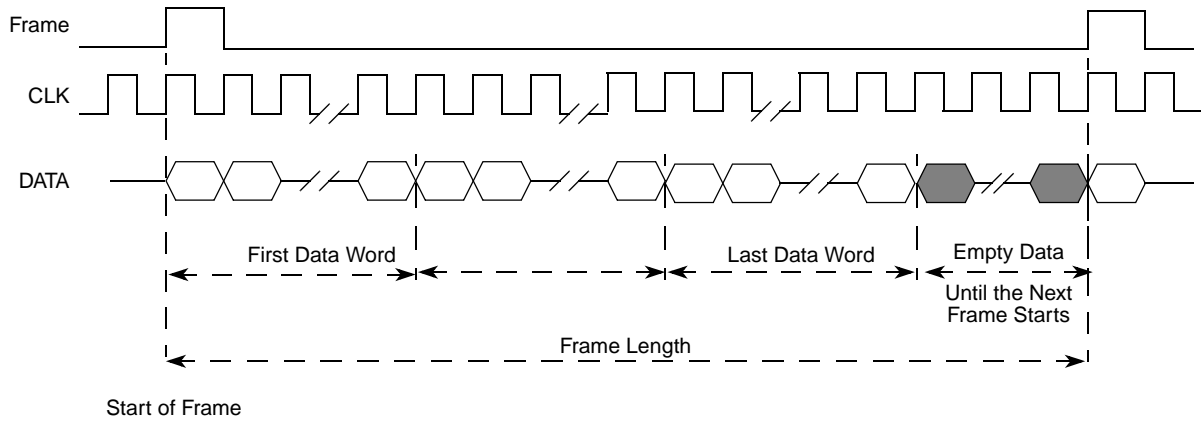 Frame
CLK
DATA
First Data Word
Last Data Word
Empty Data
Until the Next
Frame Starts
Frame Length
Start of Frame